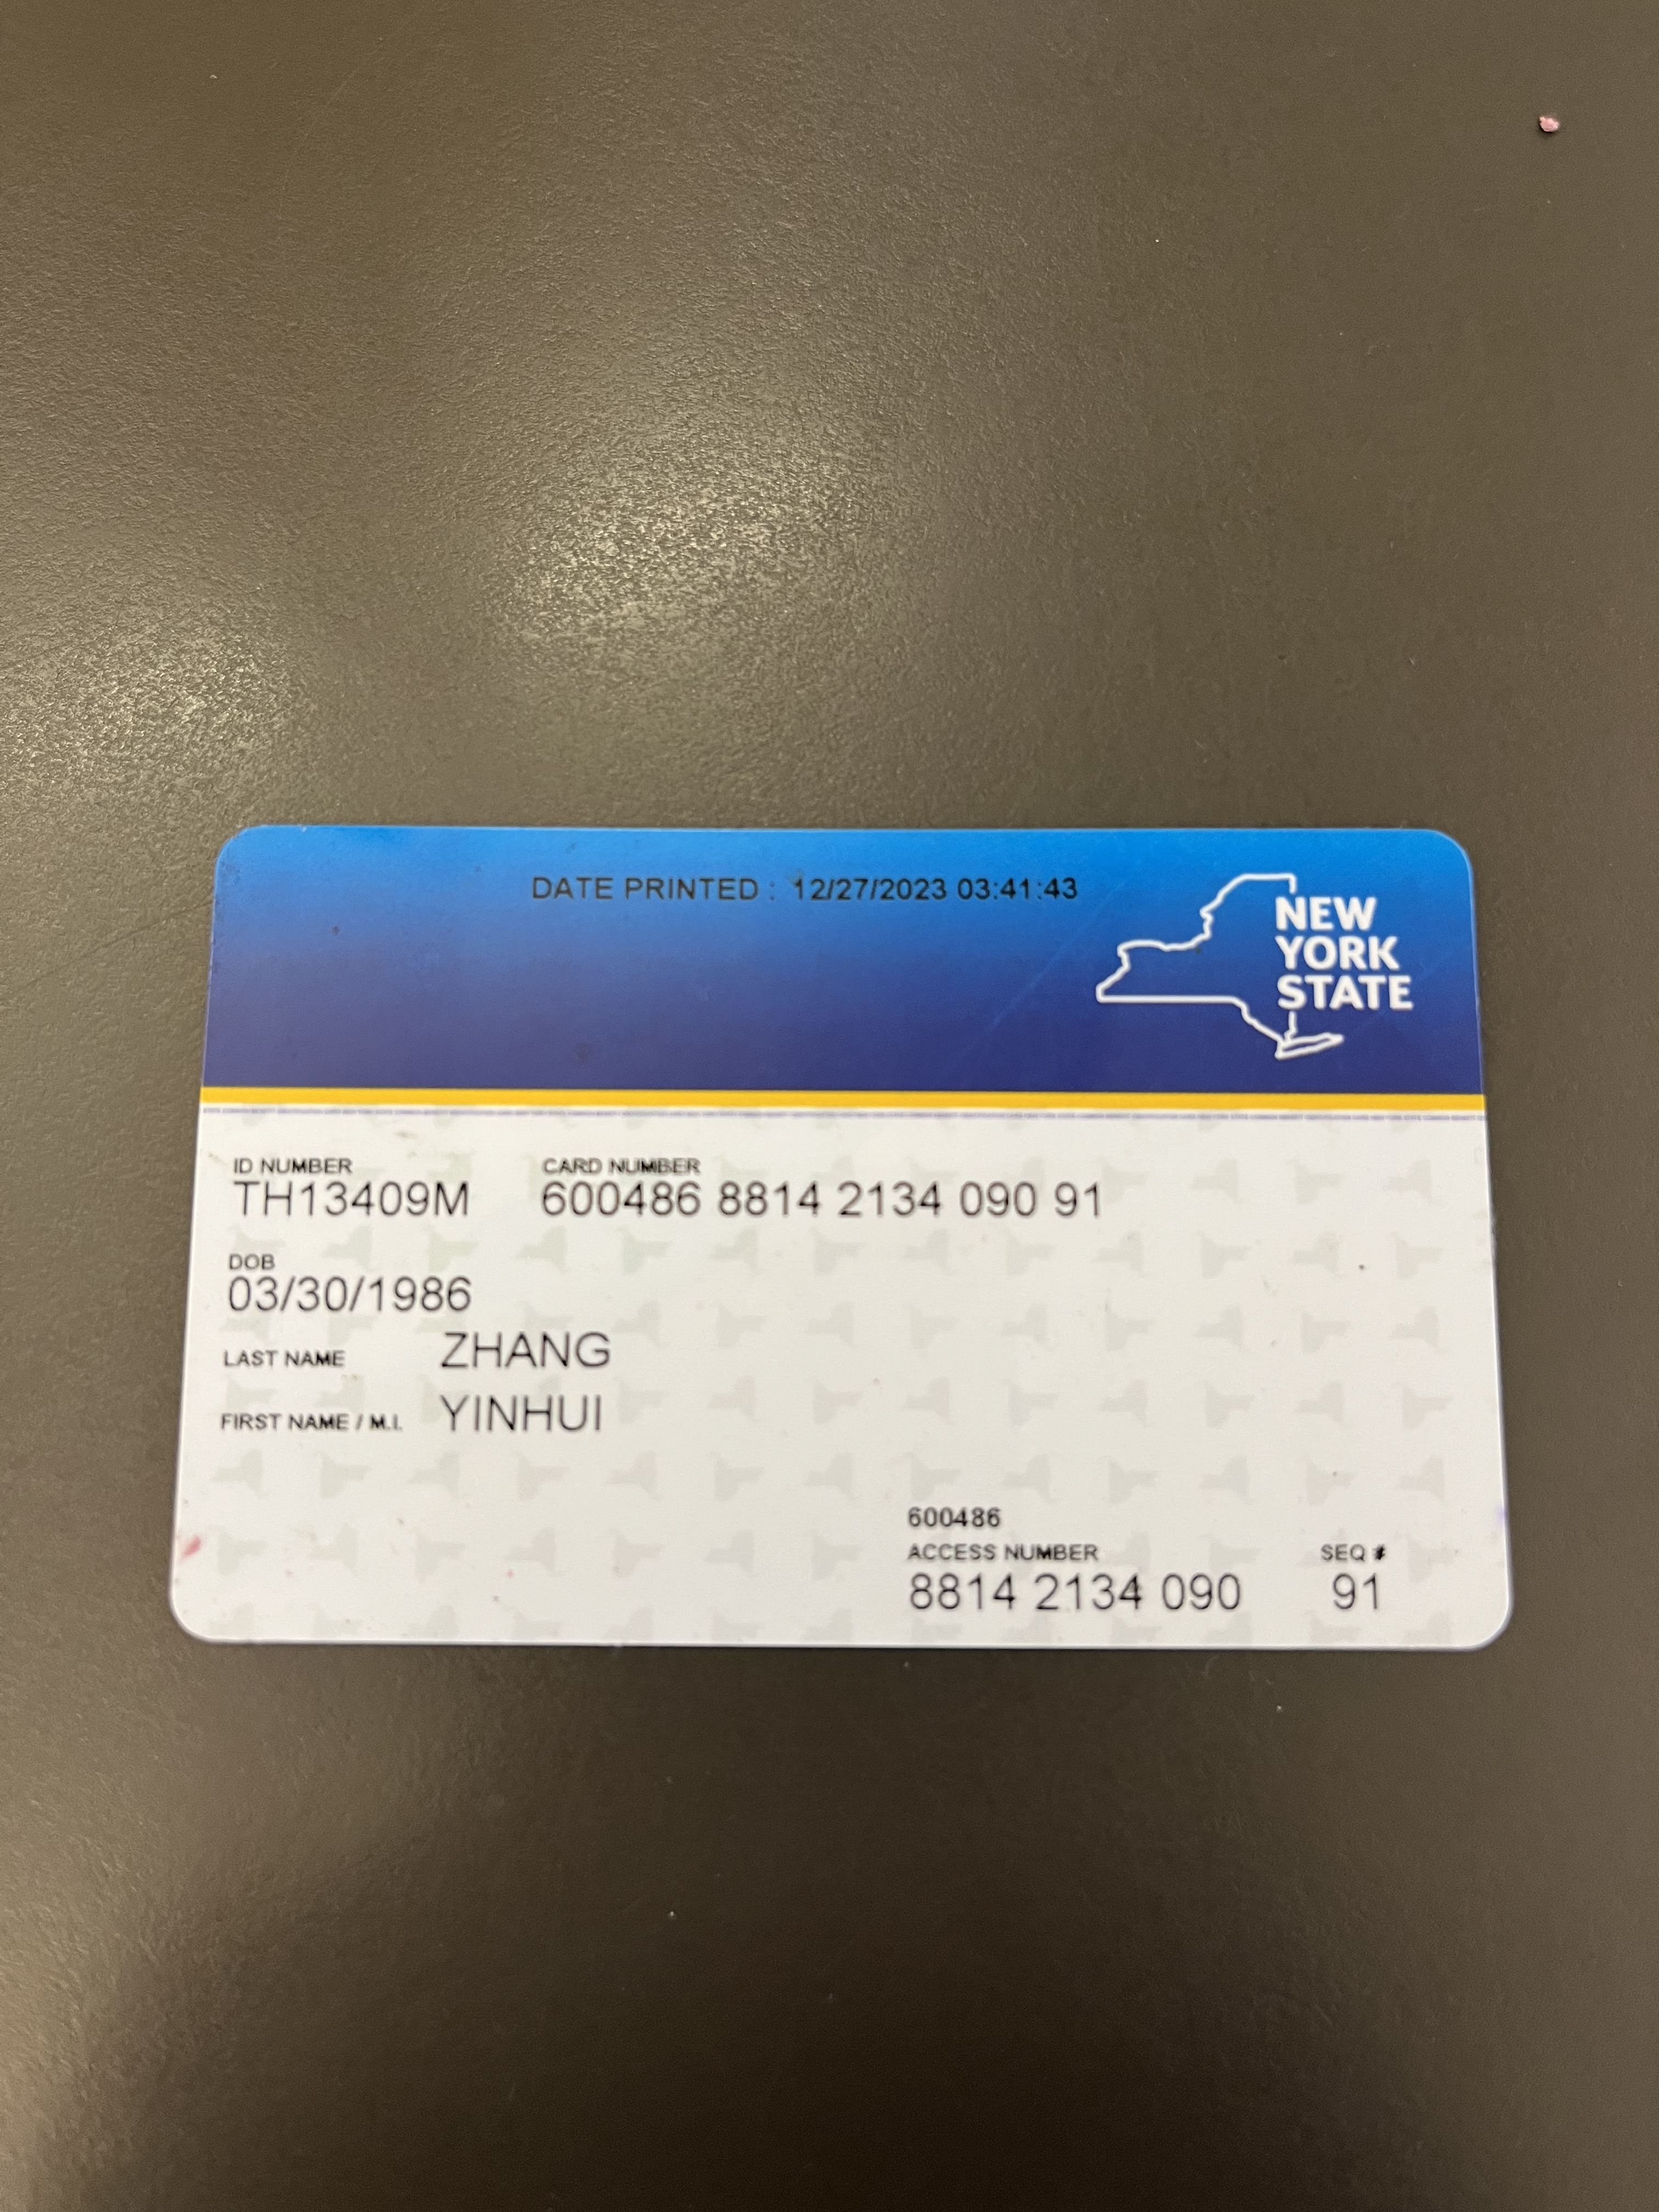 DATE PRINTED : 12/27/2023 03:41:43
NEW
YORK
STATE
ID NUMBER CARD NUMBER
TH13409M 600486 8814 2134 090 91
DOB
03/30/1986
LAST NAME ZHANG
FIRST NAME / M.I. YINHUI
600486
ACCESS NUMBER SEQ #
8814 2134 090 91